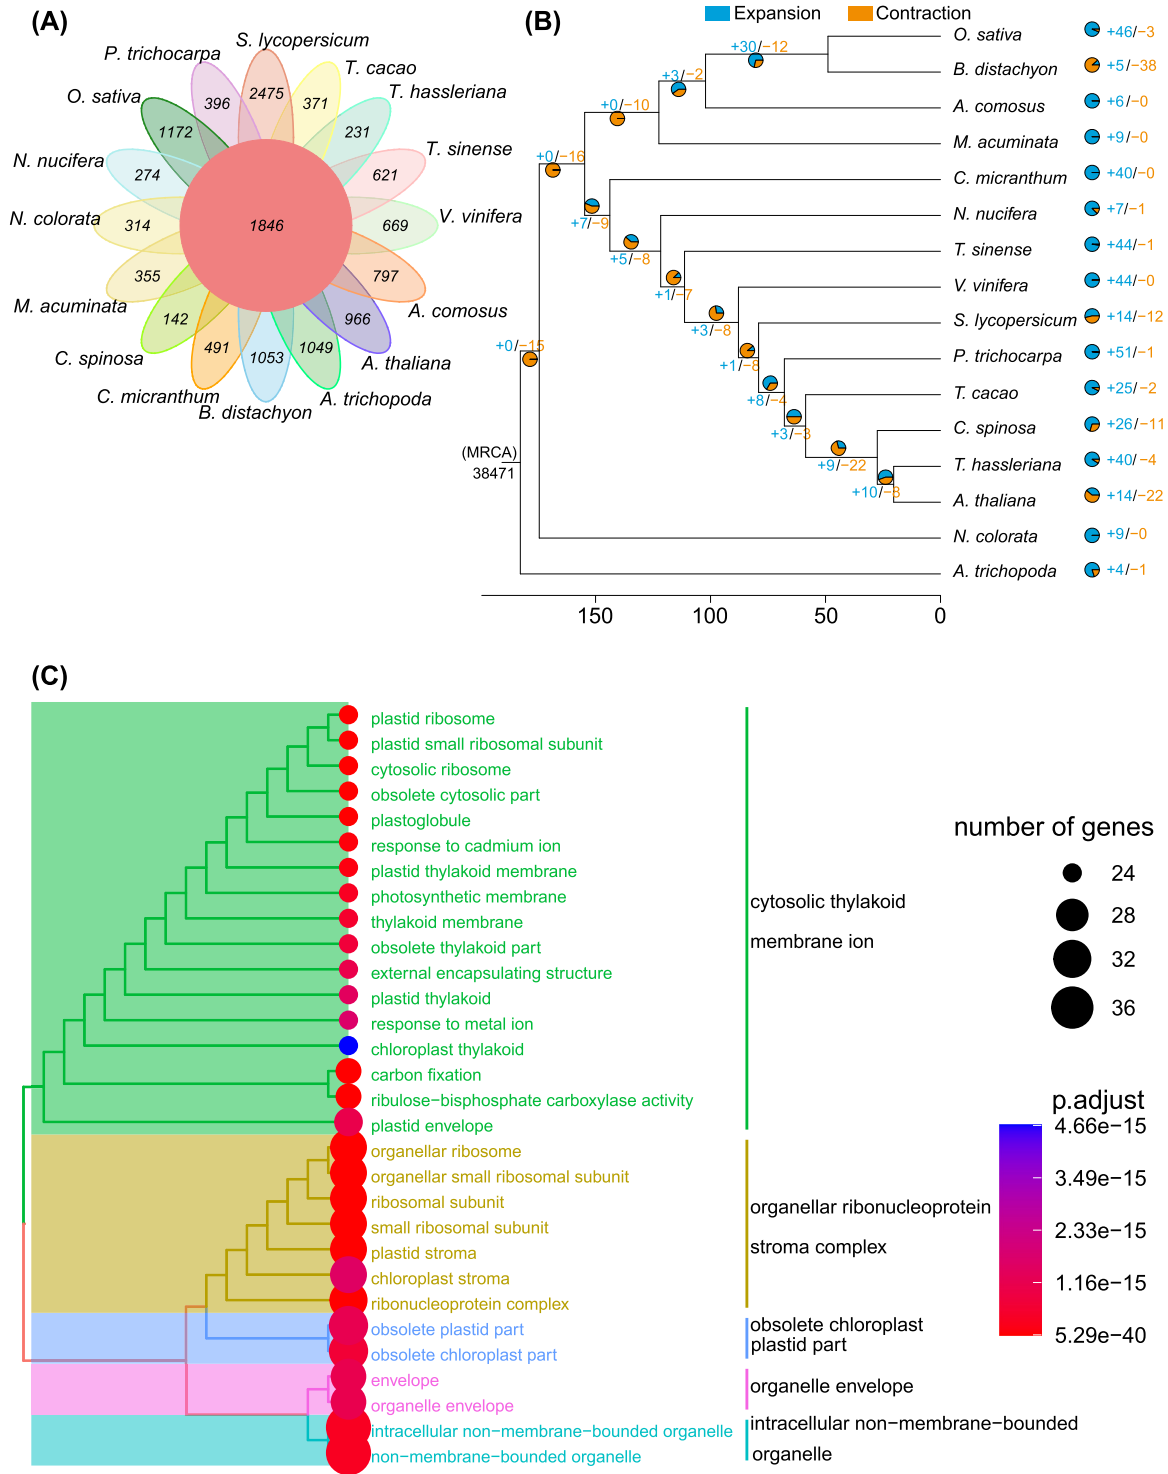 (A)
S. lycopersicum
P. trichocarpa
T. cacao
O. sativa
T. hassleriana
N. nucifera
T. sinense
N. colorata
V. vinifera
M. acuminata
A. comosus
C. spinosa
A. thaliana
C. micranthum
A. trichopoda
B. distachyon
2475
396
371
1172
231
274
621
314
1846
669
355
797
142
966
491
1053
1049
(B)
Expansion
Contraction
O. sativa +46/−3
B. distachyon +5/−38
A. comosus +6/−0
M. acuminata +9/−0
C. micranthum +40/−0
N. nucifera +7/−1
T. sinense +44/−1
V. vinifera +44/−0
S. lycopersicum +14/−12
P. trichocarpa +51/−1
T. cacao +25/−2
C. spinosa +26/−11
T. hassleriana +40/−4
A. thaliana +14/−22
N. colorata +9/−0
A. trichopoda +4/−1
+30/−12
+3/−2
+0/−10
+0/−16
+7/−9
+5/−8
+1/−7
+3/−8
+0/−15
+1/−8
+8/−4
+3/−3
+9/−22
+10/−8
(MRCA)
38471
150 100 50 0
(C)
plastid ribosome
plastid small ribosomal subunit
cytosolic ribosome
obsolete cytosolic part
plastoglobule
response to cadmium ion
plastid thylakoid membrane
photosynthetic membrane
thylakoid membrane
obsolete thylakoid part
external encapsulating structure
plastid thylakoid
response to metal ion
chloroplast thylakoid
carbon fixation
ribulose−bisphosphate carboxylase activity
plastid envelope
organellar ribosome
organellar small ribosomal subunit
ribosomal subunit
small ribosomal subunit
plastid stroma
chloroplast stroma
ribonucleoprotein complex
obsolete plastid part
obsolete chloroplast part
envelope
organelle envelope
intracellular non−membrane−bounded organelle
non−membrane−bounded organelle
cytosolic thylakoid
membrane ion
organellar ribonucleoprotein
stroma complex
obsolete chloroplast
plastid part
organelle envelope
intracellular non−membrane−bounded
organelle
number of genes
24
28
32
36
p.adjust
4.66e−15
3.49e−15
2.33e−15
1.16e−15
5.29e−40